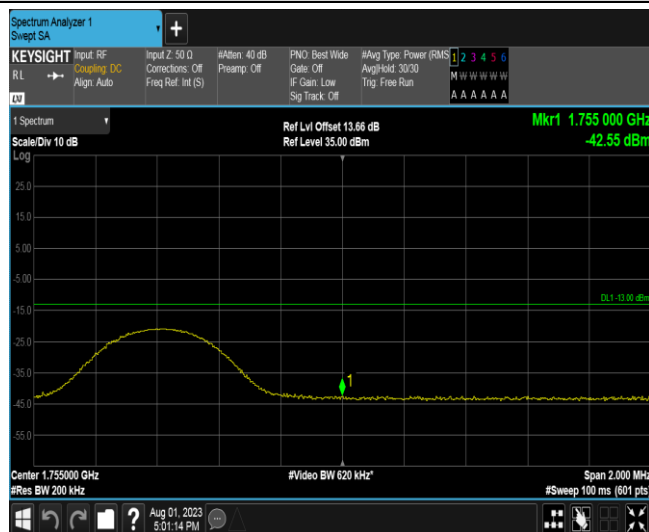 Spectrum Analyzer 1
Swept SA
+
KEYSIGHT Input: RF Input Z: 50 Ω #Atten: 40 dB PNO: Best Wide #Avg Type: Power (RMS 1 2 3 4 5 6
RL Coupling: DC Corrections: Off Preamp: Off Gate: Off Avg|Hold: 30/30 M W W W W W
Align: Auto Freq Ref: Int (S) IF Gain: Low Trig: Free Run
Sig Track: Off A A A A A A
LXI
1 Spectrum Ref Lvl Offset 13.66 dB Mkr1 1.755 000 GHz
Scale/Div 10 dB Ref Level 35.00 dBm -42.55 dBm
Log
25.0
15.0
5.00
-5.00
DL1 -13.00 dBm
-15.0
-25.0
-35.0
1
-45.0
-55.0
Center 1.755000 GHz #Video BW 620 kHz* Span 2.000 MHz
#Res BW 200 kHz #Sweep 100 ms (601 pts)
? Aug 01, 2023
5:01:14 PM